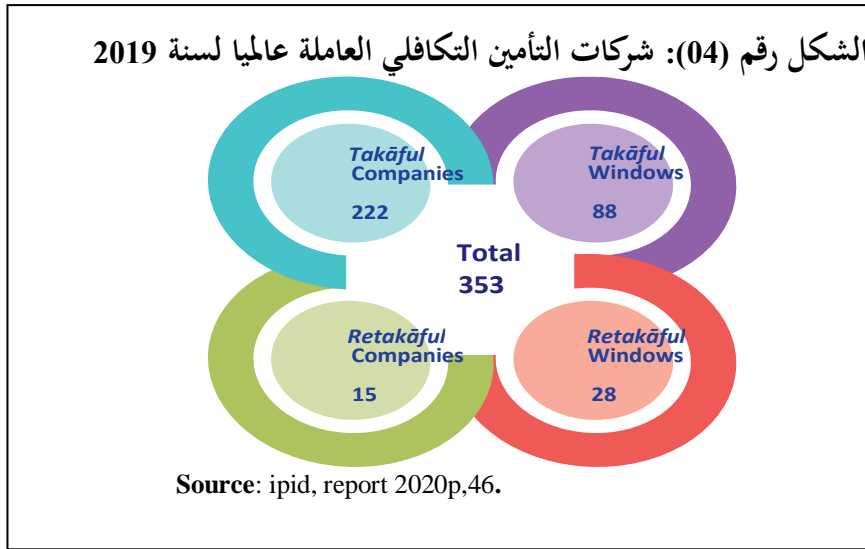 الشكل رقم (04): شركات التأمين التكافلي العاملة عالميا لسنة 2019
Takāful
Companies
222
Takāful
Windows
88
Total
353
Retakāful
Companies
15
Retakāful
Windows
28
Source: ipid, report 2020p,46.